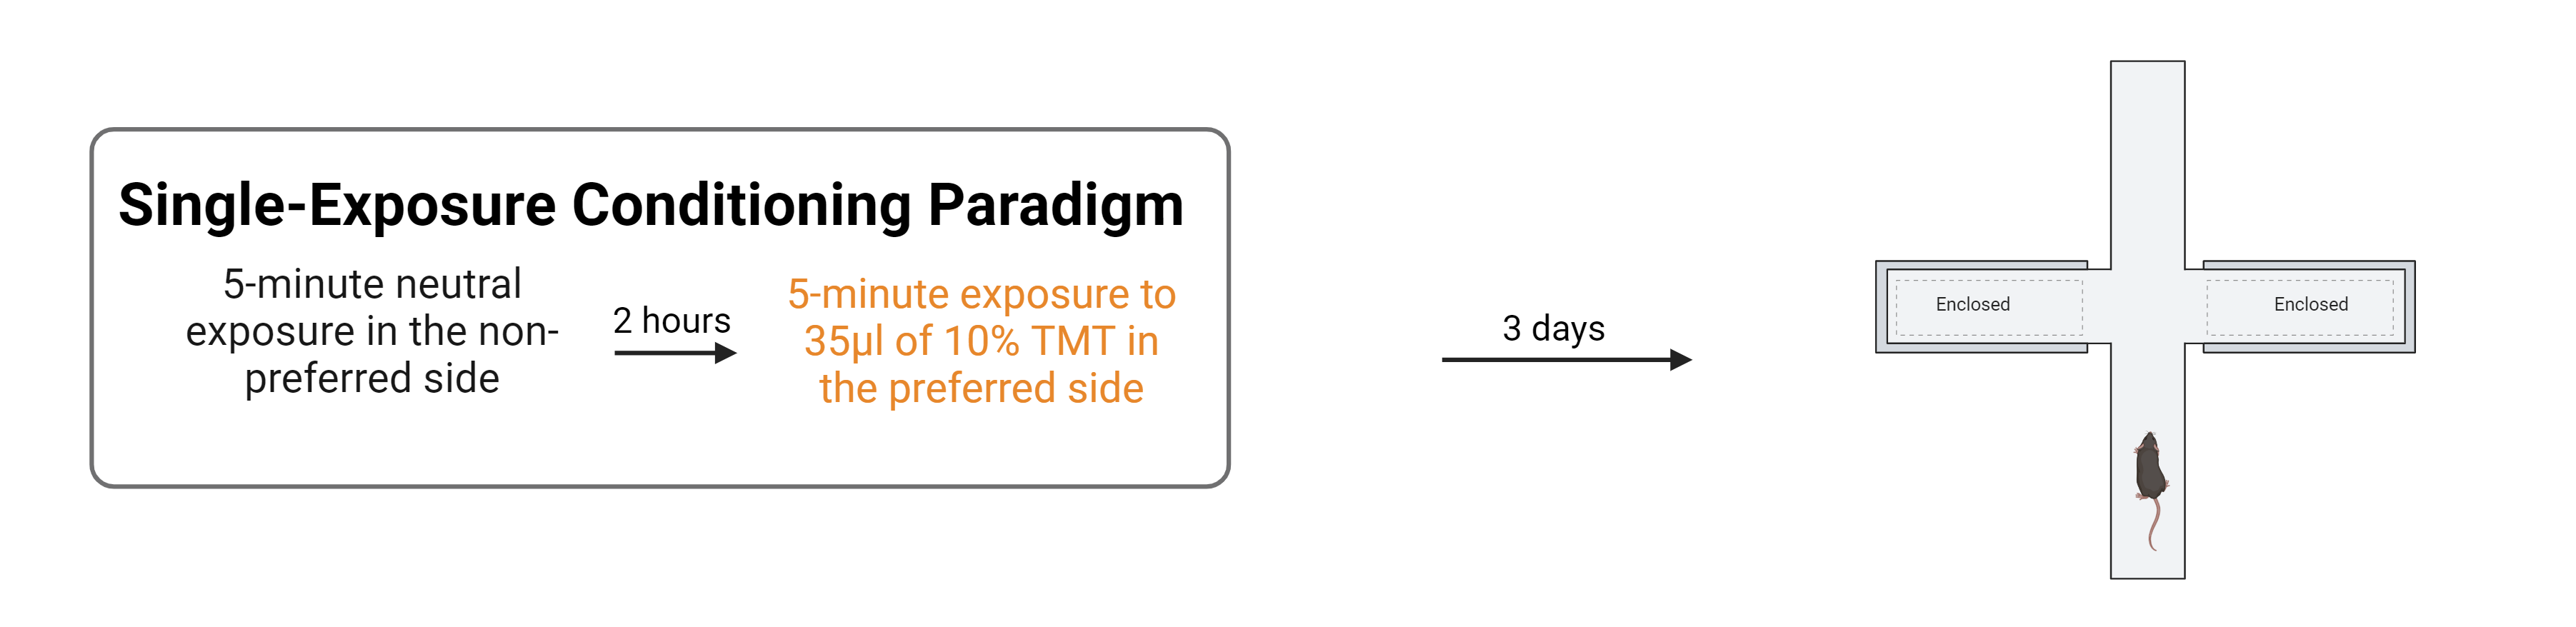 Single-Exposure Conditioning Paradigm
5-minute neutral
exposure in the non-
preferred side
2 hours
5-minute exposure to
35µl of 10% TMT in
the preferred side
3 days
Enclosed
Enclosed